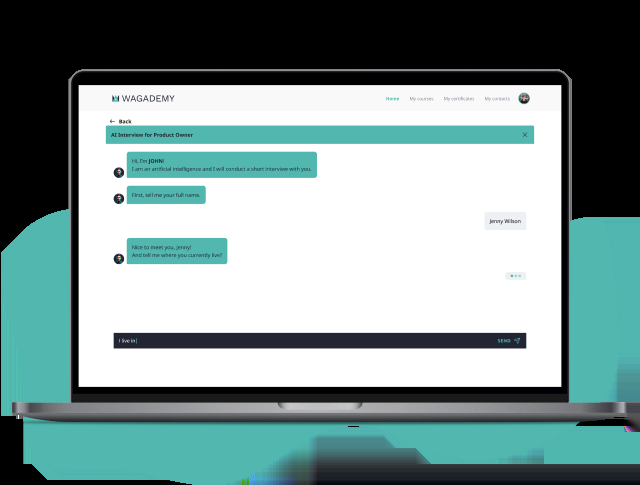 WAGADEMY
Home My courses My certificates My contacts
← Back
AI Interview for Product Owner
Hi, I'm JOHN!
I am an artificial intelligence and I will conduct a short interview with you.
First, tell me your full name.
Jenny Wilson
Nice to meet you, Jenny!
And tell me where you currently live?
I live in
SEND